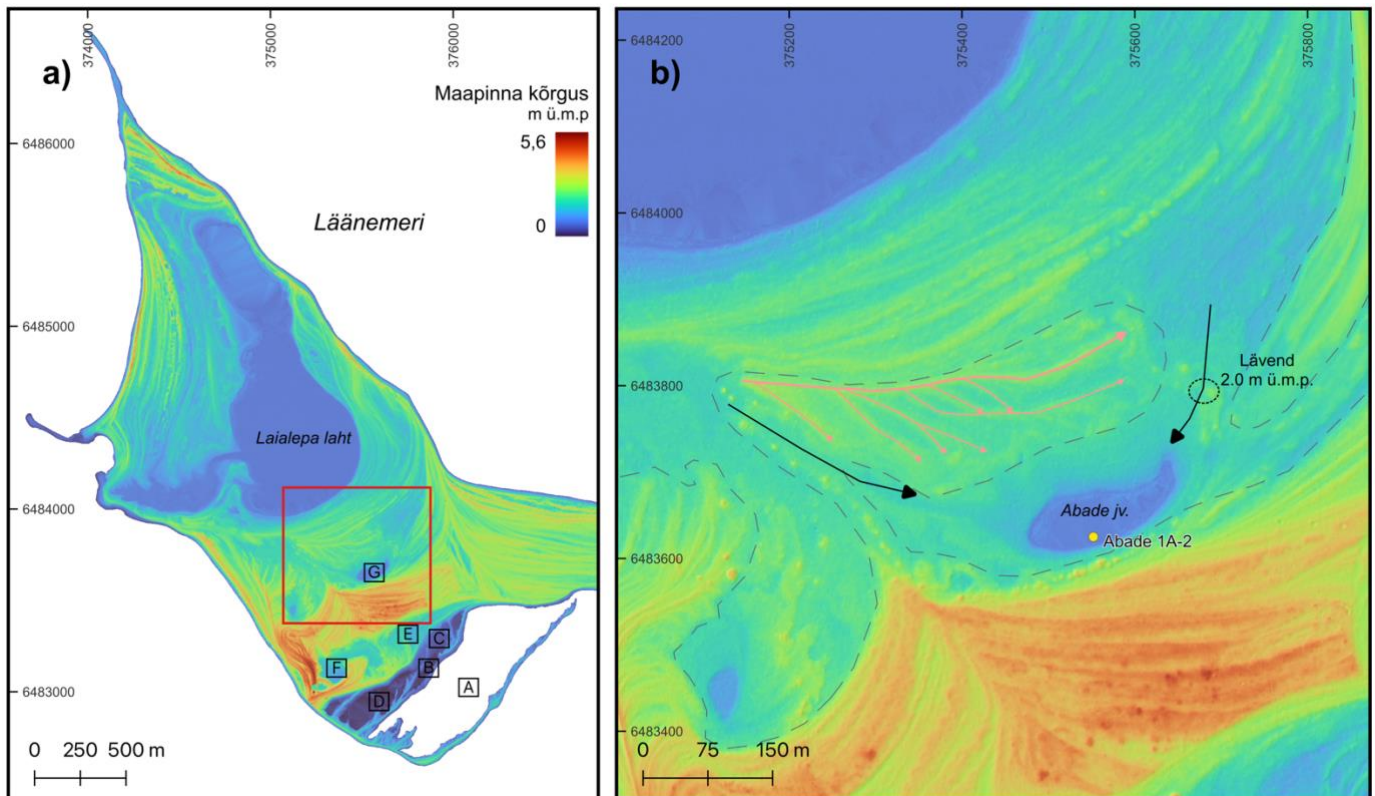 a)
374000
375000
376000
Maapinna kõrgus
m ü.m.p
5,6
0
6486000
Läänemeri
6485000
Laialepa laht
6484000
G
E
C
F
B
A
D
6483000
0 250 500 m
b)
375200
375400
375600
375800
6484200
6484000
6483800
Lävend
2.0 m ü.m.p.
Abade jv.
Abade 1A-2
6483600
6483400
0 75 150 m